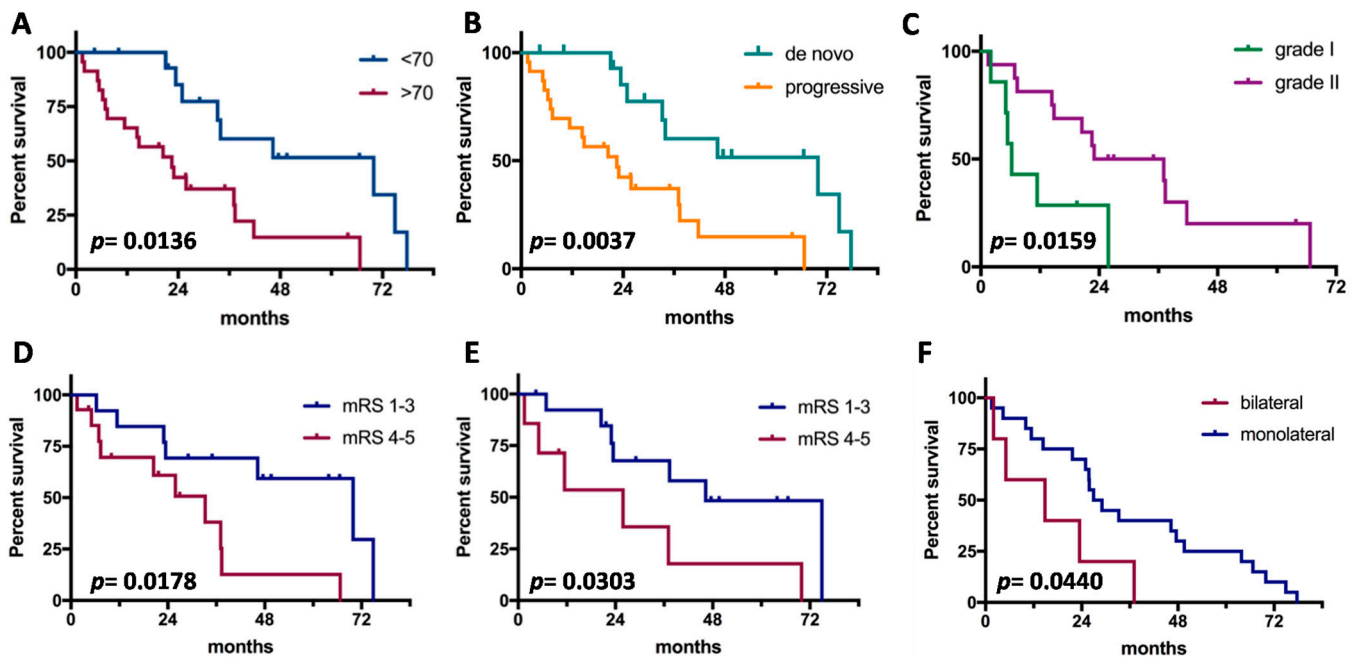 A
Percent survival
100
75
50
25
0
<70
>70
p= 0.0136
0 24 48 72
months
B
Percent survival
100
75
50
25
0
de novo
progressive
p= 0.0037
0 24 48 72
months
C
Percent survival
100
50
0
grade I
grade II
p= 0.0159
0 24 48 72
months
D
Percent survival
100
75
50
25
0
mRS 1-3
mRS 4-5
p= 0.0178
0 24 48 72
months
E
Percent survival
100
75
50
25
0
mRS 1-3
mRS 4-5
p= 0.0303
0 24 48 72
months
F
Percent survival
100
75
50
25
0
bilateral
monolateral
p= 0.0440
0 24 48 72
months